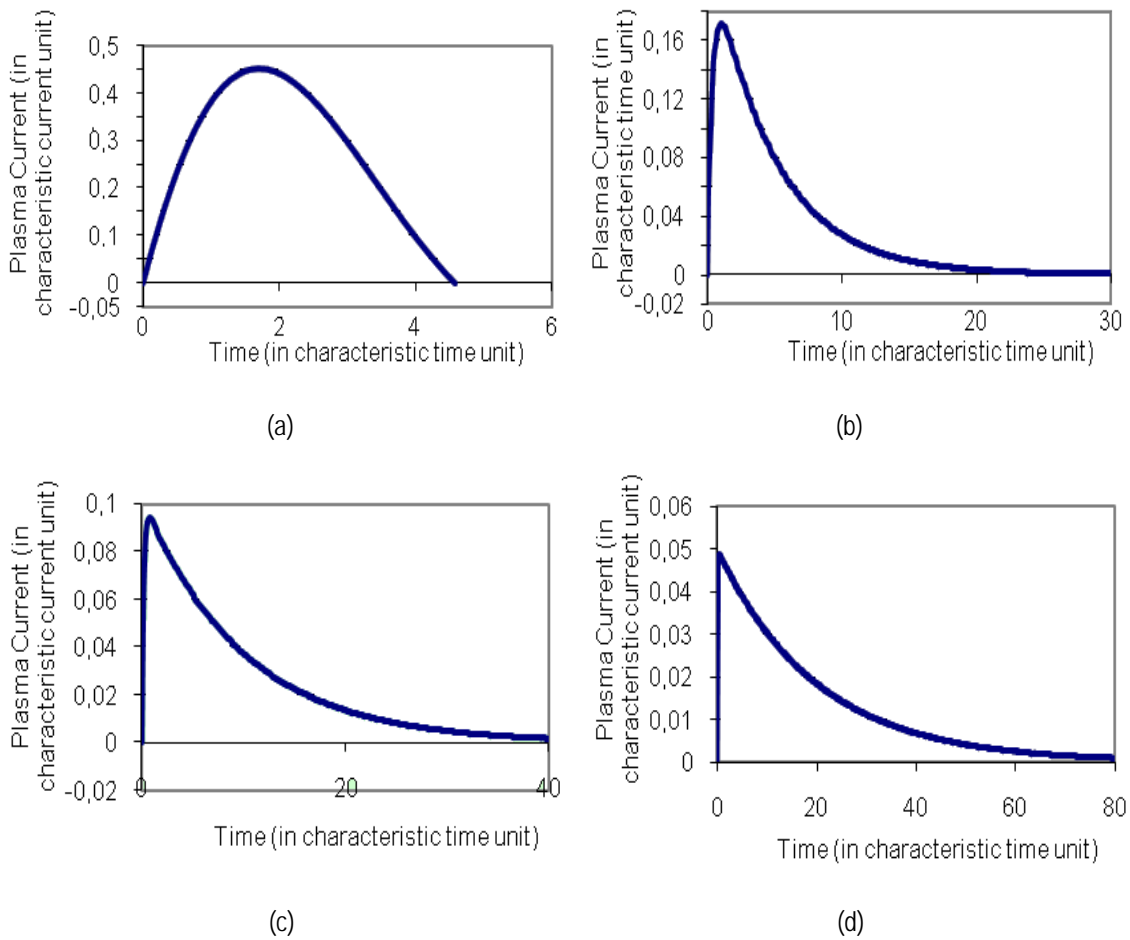 Plasma Current (in
characteristic current unit)
0,5
0,4
0,3
0,2
0,1
0
-0,05
0
2
4
6
Time (in characteristic time unit)
(a)
Plasma Current (in
characteristic time unit
0,16
0,12
0,08
0,04
0
-0,02
0
10
20
30
Time (in characteristic time unit)
(b)
Plasma Current (in
characteristic current unit)
0,1
0,08
0,06
0,04
0,02
0
-0,02
0
20
40
Time (in characteristic time unit)
(c)
Plasma Current (in
characteristic current unit)
0,06
0,05
0,04
0,03
0,02
0,01
0
0
20
40
60
80
Time (in characteristic time unit)
(d)